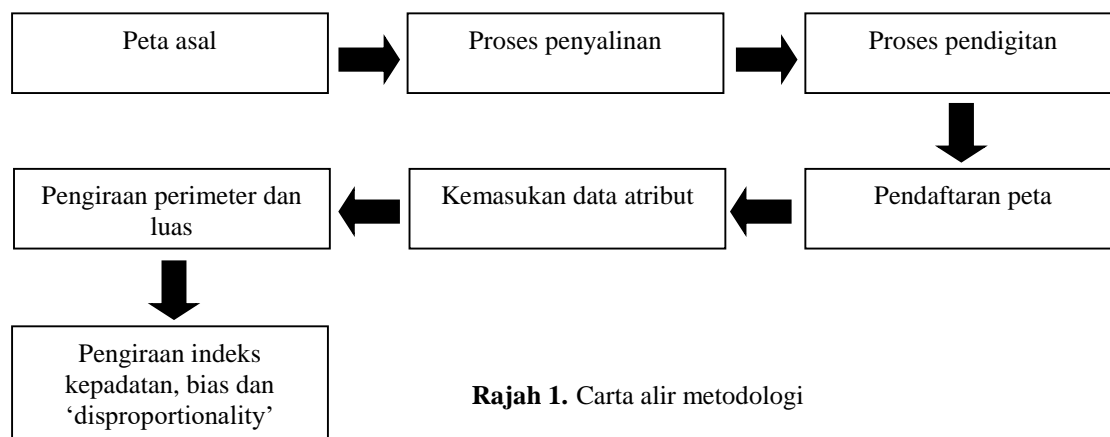 Peta asal
Proses penyalinan
Proses pendigitan
Pendaftaran peta
Kemasukan data atribut
Pengiraan perimeter dan
luas
Pengiraan indeks
kepadatan, bias dan
‘disproportionality’
Rajah 1. Carta alir metodologi